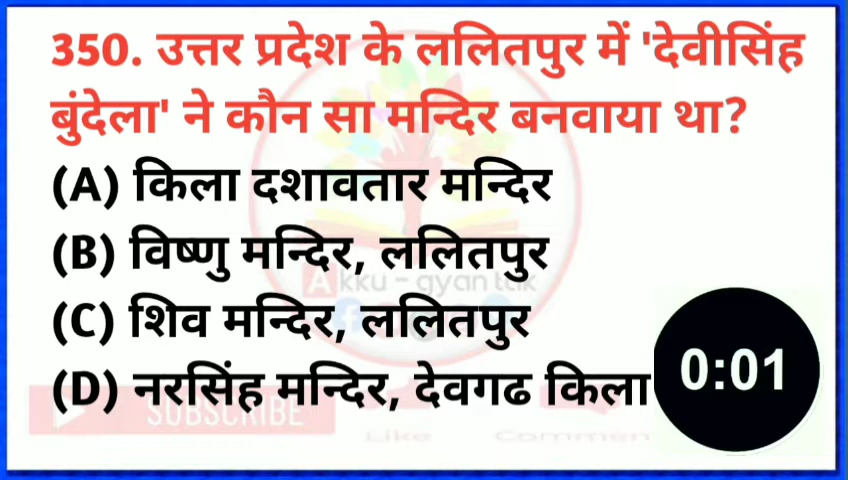 350. उत्तर प्रदेश के ललितपुर में 'देवीसिंह
बुंदेला' ने कौन सा मन्दिर बनवाया था?
(A) किला दशावतार मन्दिर
(B) विष्णु मन्दिर, ललितपुर
Akku - gyan tak
(C) शिव मन्दिर, ललितपुर
(D) नरसिंह मन्दिर, देवगढ किला
0:01
SUBSCRIBE
Like Commen